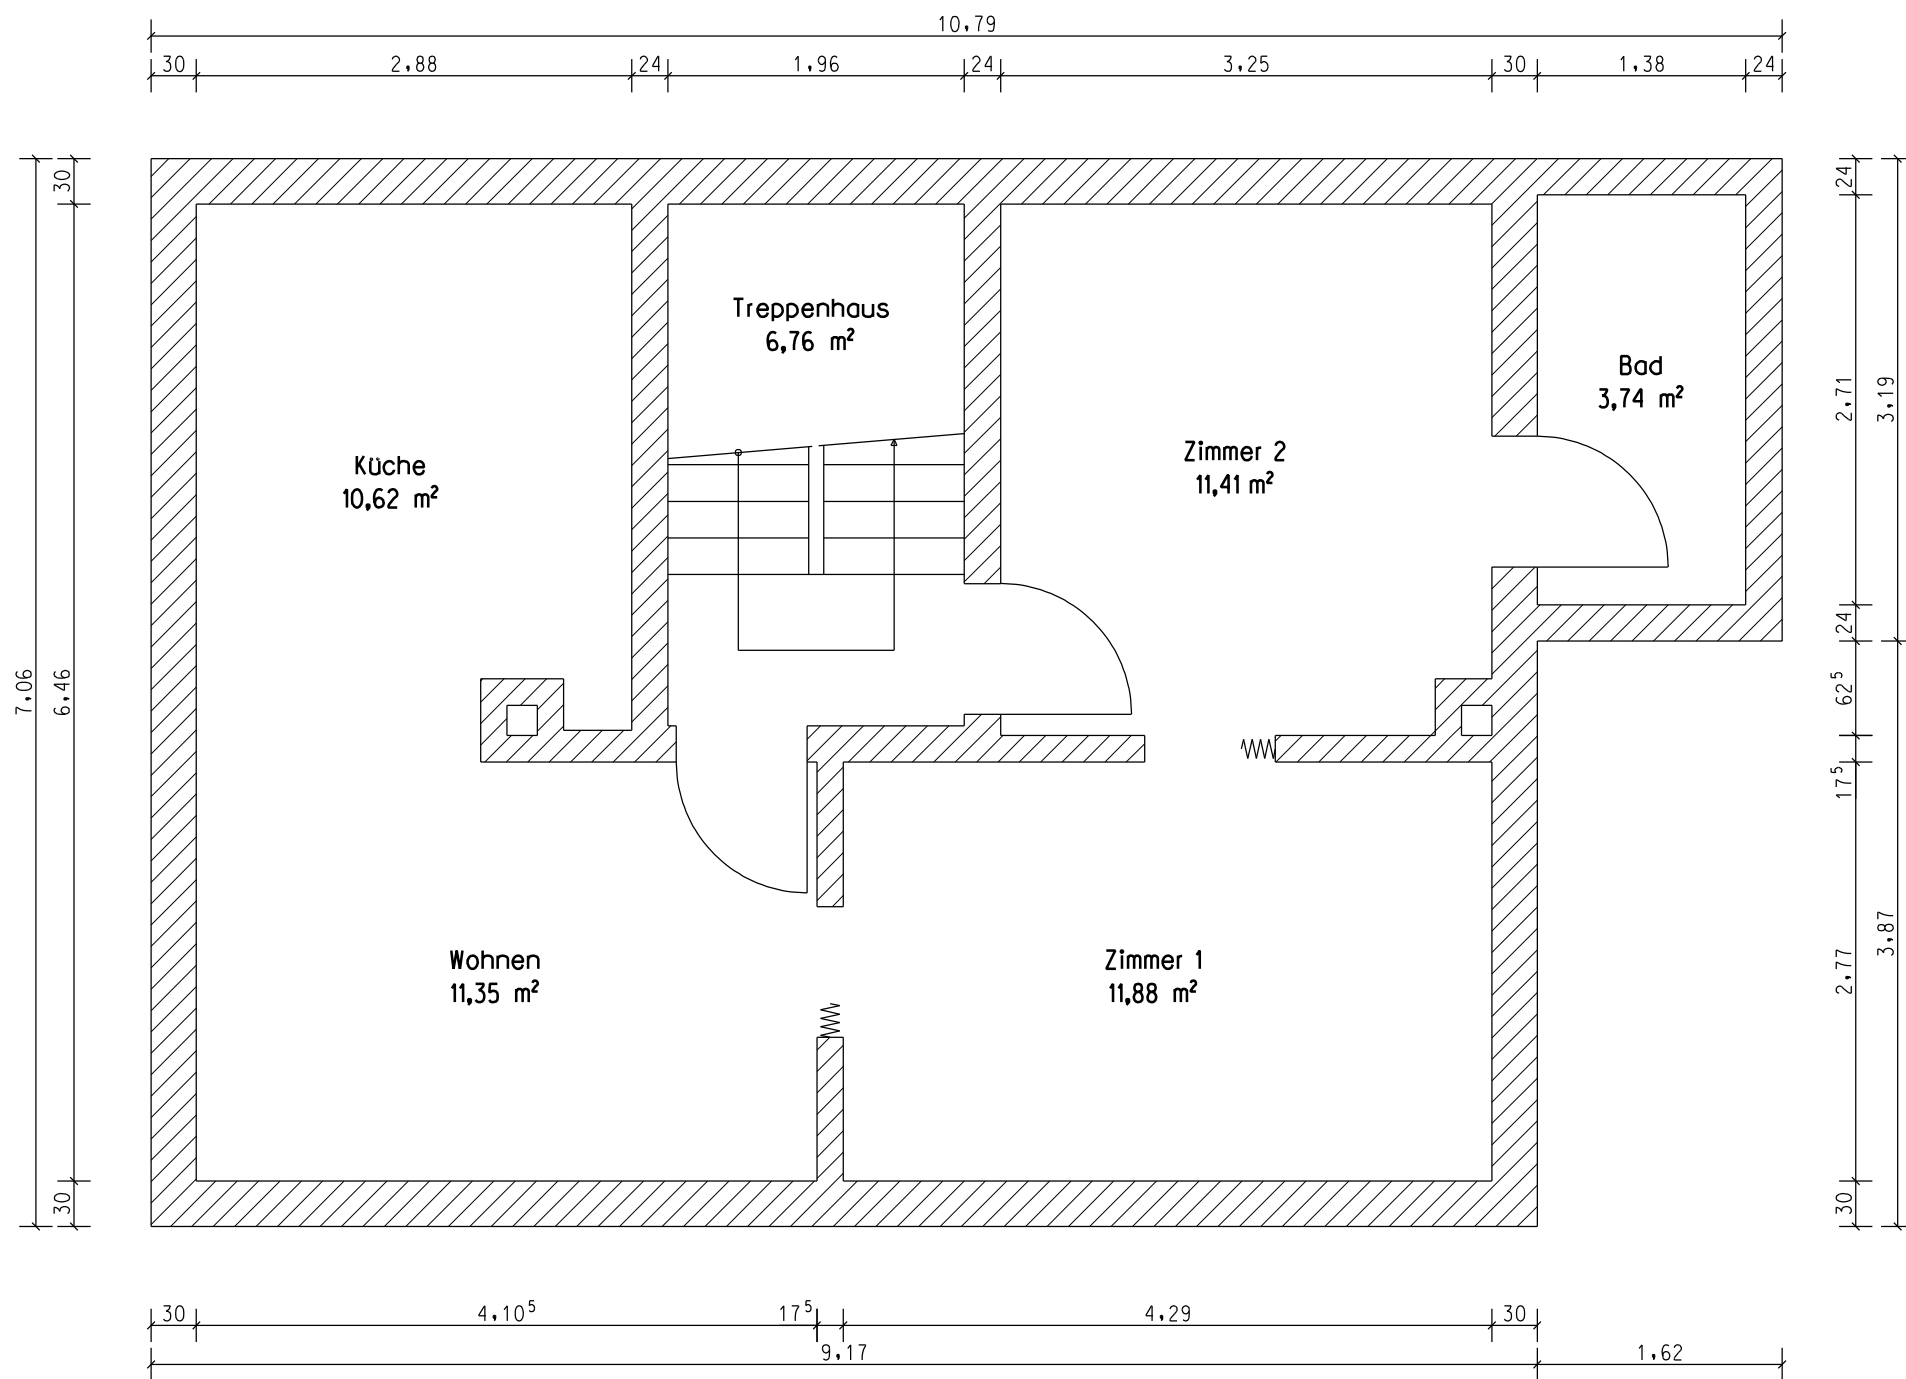 10,79
30 2,88 24 1,96 24 3,25 30 1,38 24
30
24
Treppenhaus
6,76 m²
Bad
3,74 m²
2,71
3,19
Zimmer 2
11,41 m²
Küche
10,62 m²
24
7,06
6,46
62⁵
17⁵
Wohnen
11,35 m²
Zimmer 1
11,88 m²
2,77
3,87
30
30
30 4,10⁵ 17⁵ 4,29 30
9,17 1,62